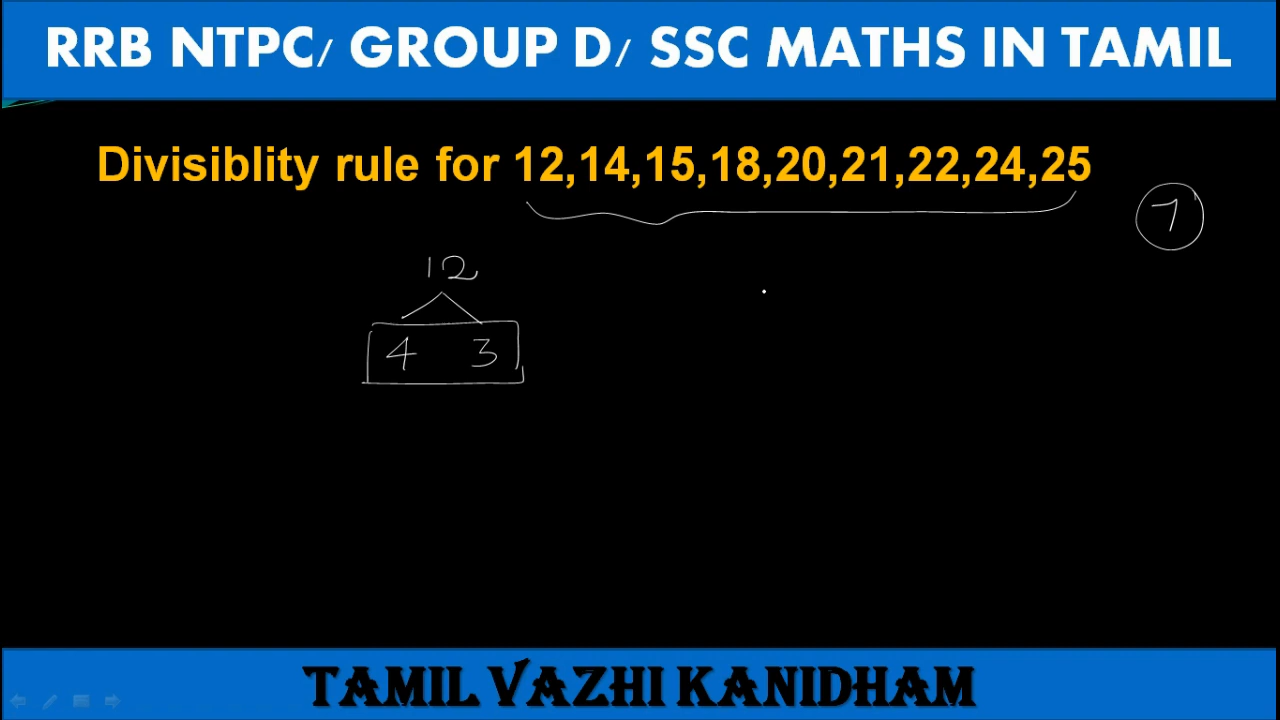 RRB NTPC/ GROUP D/ SSC MATHS IN TAMIL
Divisiblity rule for 12,14,15,18,20,21,22,24,25
7
12
4 3
TAMIL VAZHI KANIDHAM